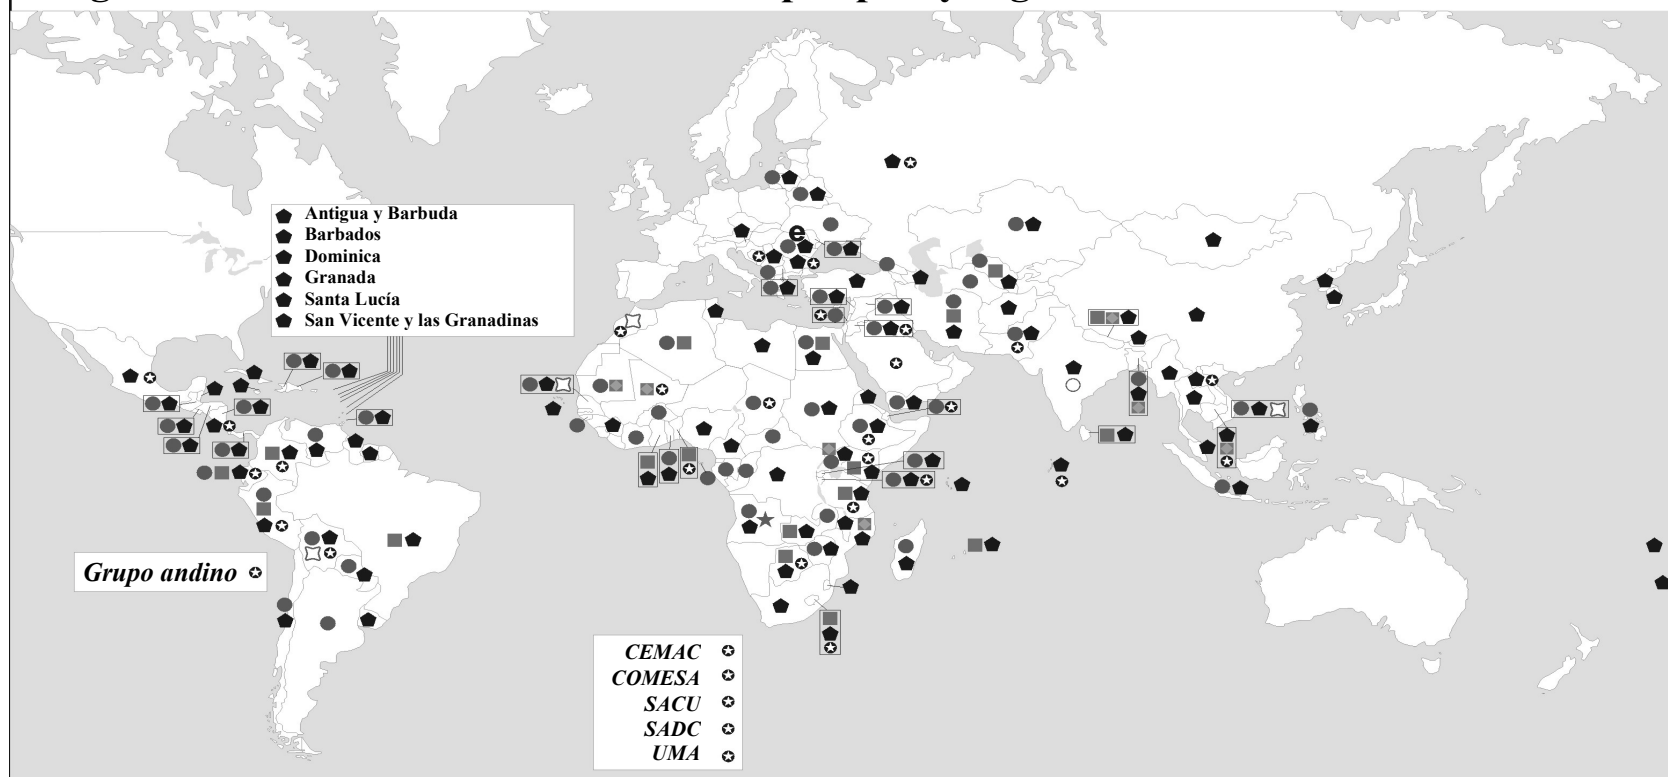 Antigua y Barbuda
Barbados
Dominica
Granada
Santa Lucía
San Vicente y las Granadinas
e
Grupo andino
CEMAC
COMESA
SACU
SADC
UMA